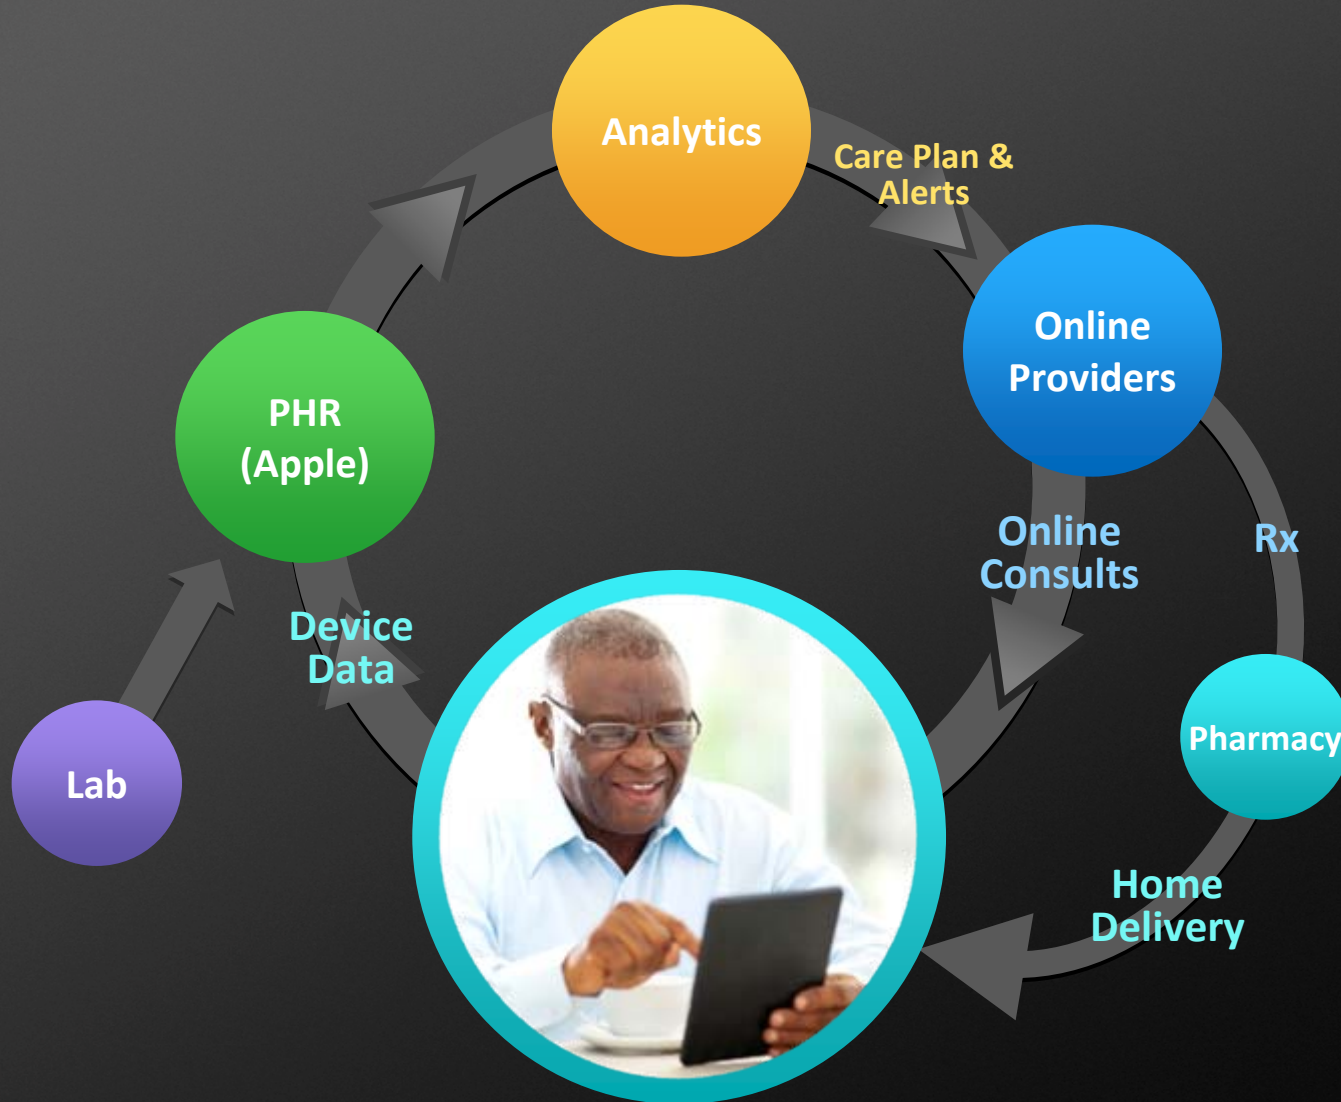 Analytics
Care Plan &
Alerts
Online
Providers
PHR
(Apple)
Online
Consults
Rx
Device
Data
Pharmacy
Lab
Home
Delivery